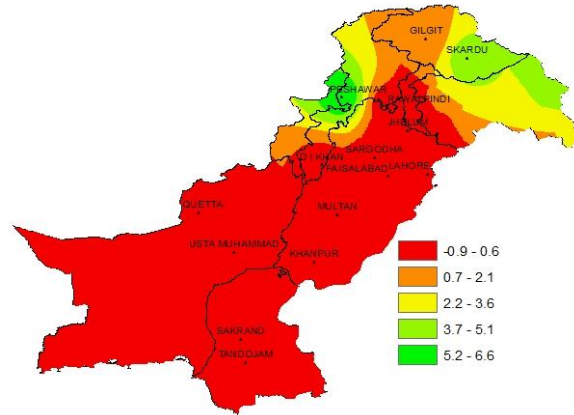 GILGIT
SKARDU
PESHAWAR
RAWALPINDI
JHELUM
SARGODHA
D I KHAN
FAISALABAD
LAHORE
QUETTA
MULTAN
USTA MUHAMMAD
KHANPUR
SAKRAND
TANDOJAM
-0.9 - 0.6
0.7 - 2.1
2.2 - 3.6
3.7 - 5.1
5.2 - 6.6